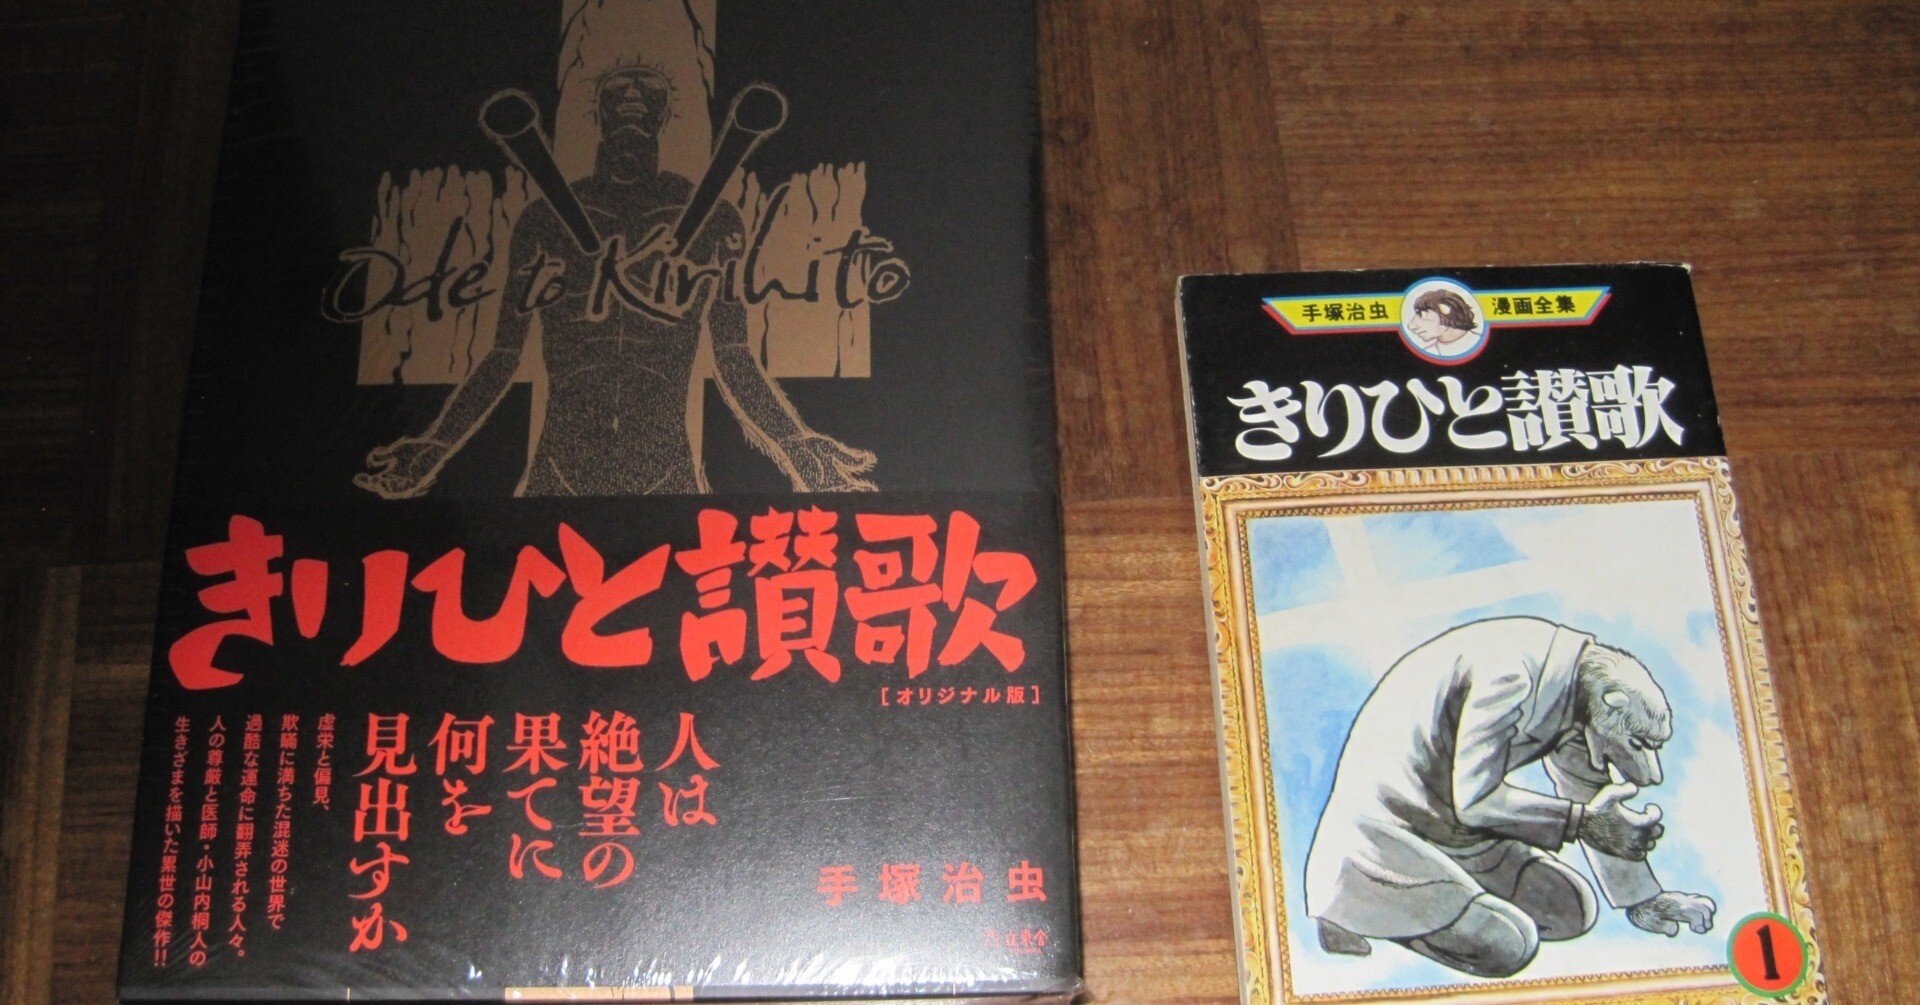 Ode to Kirihito
きりひと讃歌
[オリジナル版]
人は
絶望の
果てに
何を
見出すか
虚栄と偏見、
欺瞞に満ちた混迷の世界で
過酷な運命に翻弄される人々。
人の尊厳と医師・小山内桐人の
生きざまを描いた累世の傑作!!
手塚治虫
立東舎
手塚治虫 漫画全集
きりひと讃歌
1